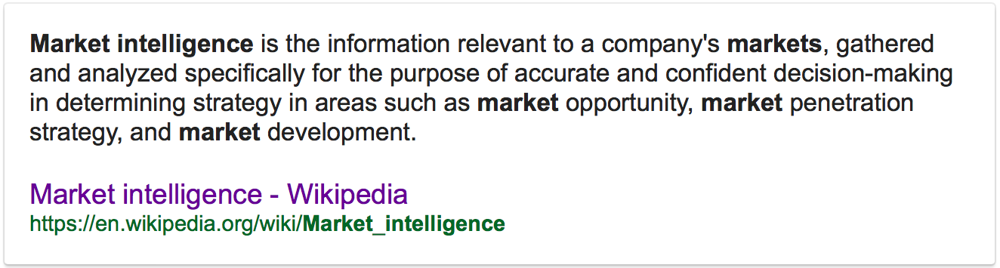 Market intelligence is the information relevant to a company's markets, gathered
and analyzed specifically for the purpose of accurate and confident decision-making
in determining strategy in areas such as market opportunity, market penetration
strategy, and market development.
Market intelligence - Wikipedia
https://en.wikipedia.org/wiki/Market_intelligence